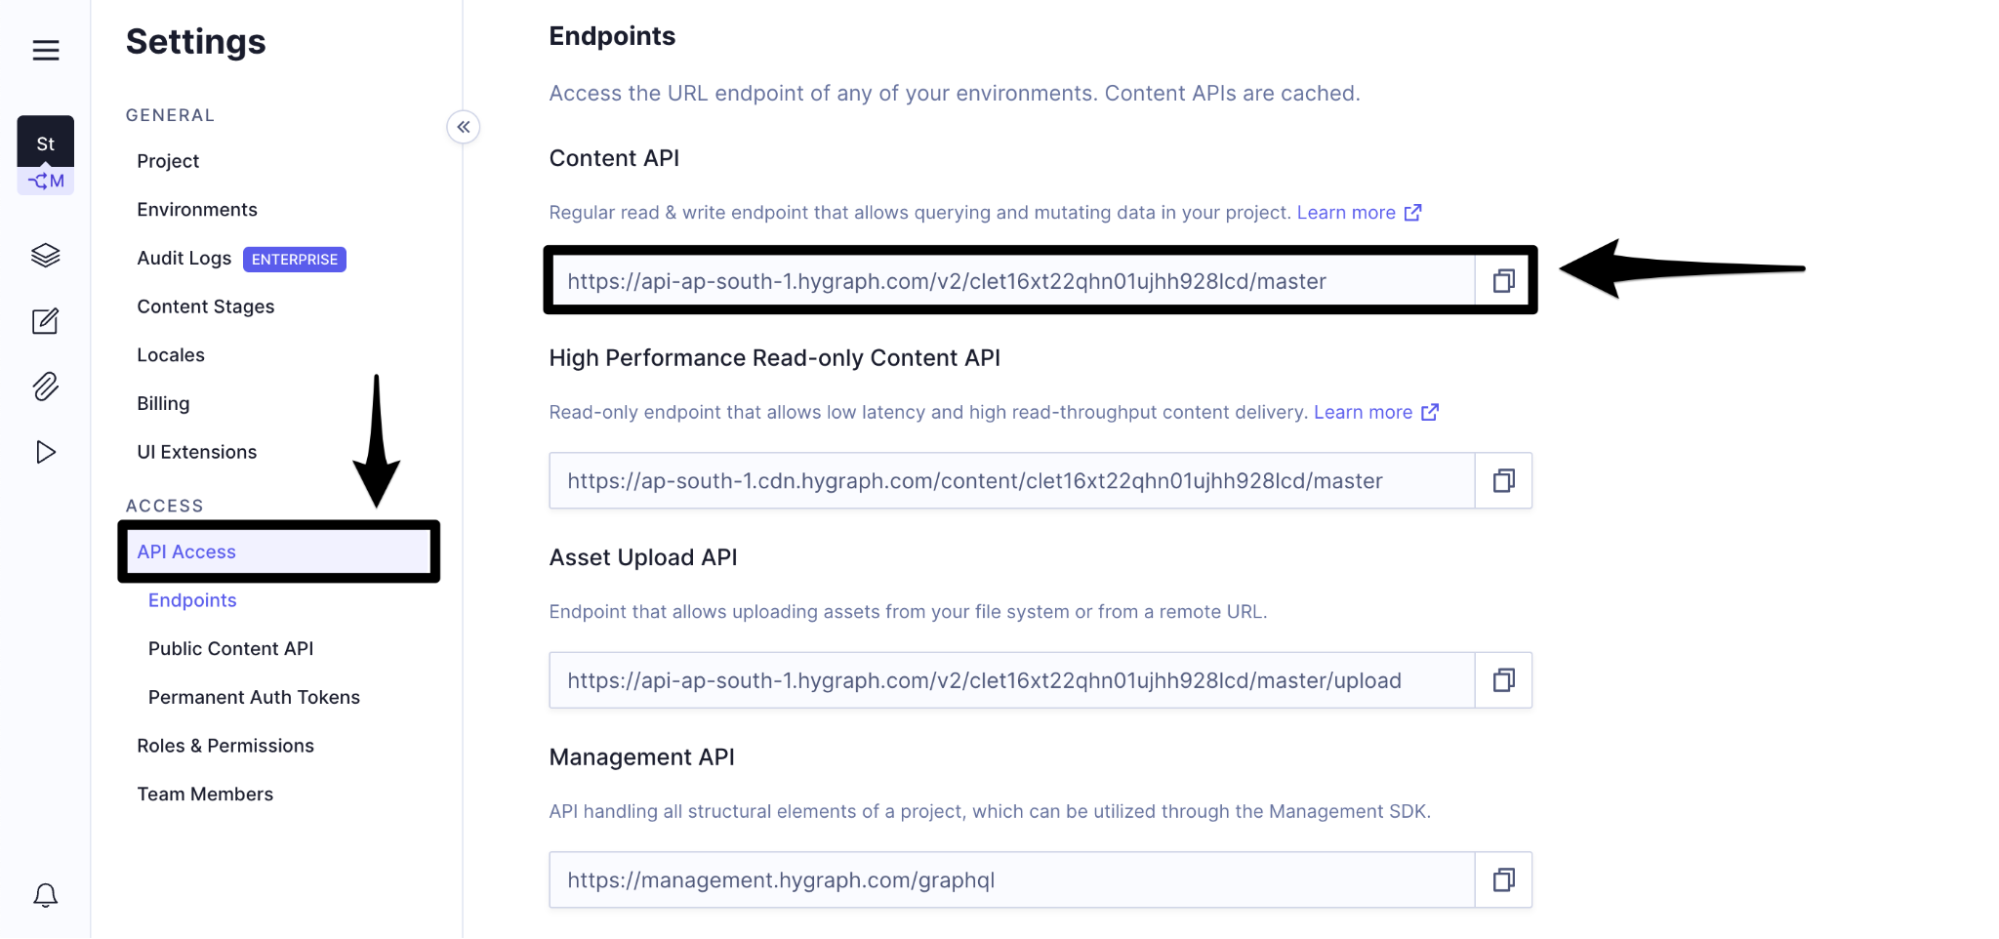 Settings
St
M
GENERAL
Project
Environments
Audit Logs ENTERPRISE
Content Stages
Locales
Billing
UI Extensions
ACCESS
API Access
Endpoints
Public Content API
Permanent Auth Tokens
Roles & Permissions
Team Members
Endpoints
Access the URL endpoint of any of your environments. Content APIs are cached.
Content API
Regular read & write endpoint that allows querying and mutating data in your project. Learn more
https://api-ap-south-1.hygraph.com/v2/clet16xt22qhn01ujhh928lcd/master
High Performance Read-only Content API
Read-only endpoint that allows low latency and high read-throughput content delivery. Learn more
https://ap-south-1.cdn.hygraph.com/content/clet16xt22qhn01ujhh928lcd/master
Asset Upload API
Endpoint that allows uploading assets from your file system or from a remote URL.
https://api-ap-south-1.hygraph.com/v2/clet16xt22qhn01ujhh928lcd/master/upload
Management API
API handling all structural elements of a project, which can be utilized through the Management SDK.
https://management.hygraph.com/graphql